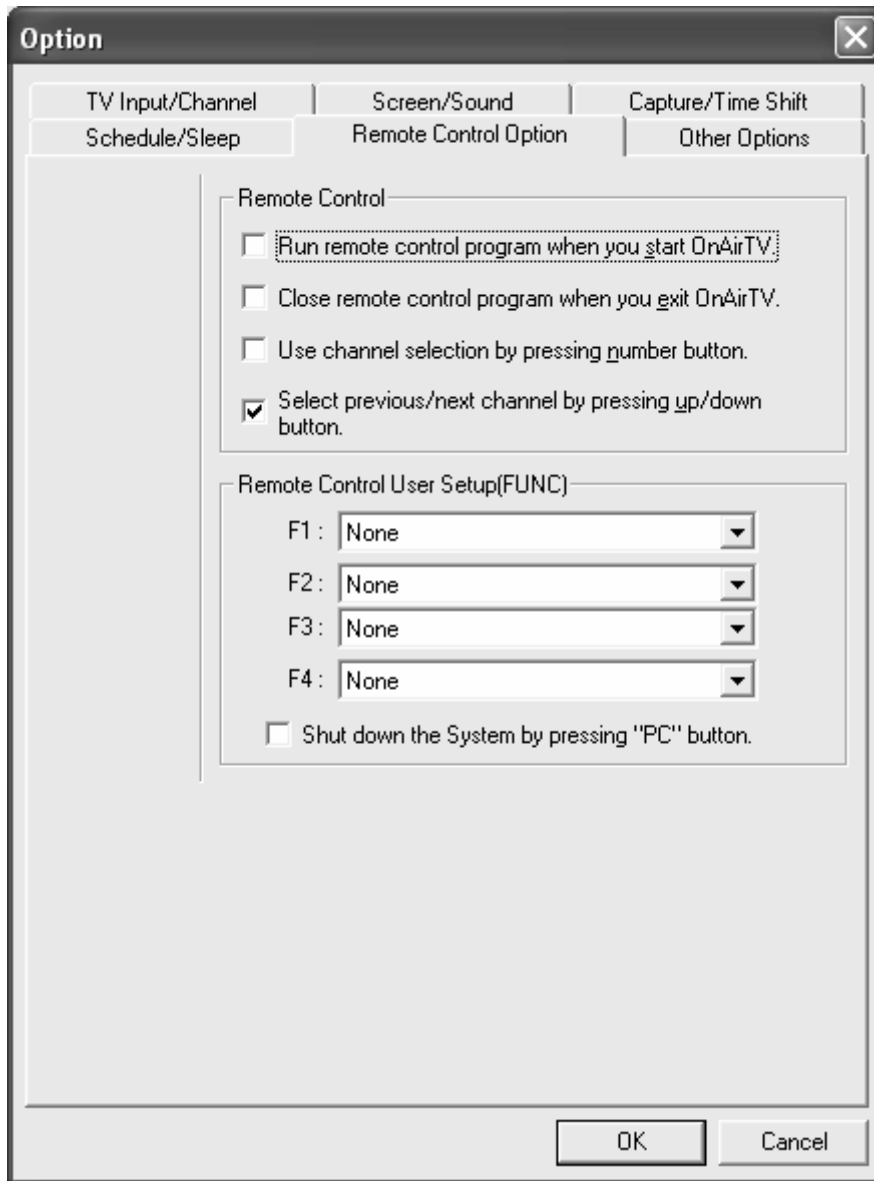 Option
TV Input/Channel
Screen/Sound
Capture/Time Shift
Schedule/Sleep
Remote Control Option
Other Options
Remote Control
Run remote control program when you start OnAirTV.
Close remote control program when you exit OnAirTV.
Use channel selection by pressing number button.
Select previous/next channel by pressing up/down
button.
Remote Control User Setup(FUNC)
F1 : None
F2 : None
F3 : None
F4 : None
Shut down the System by pressing "PC" button.
OK
Cancel